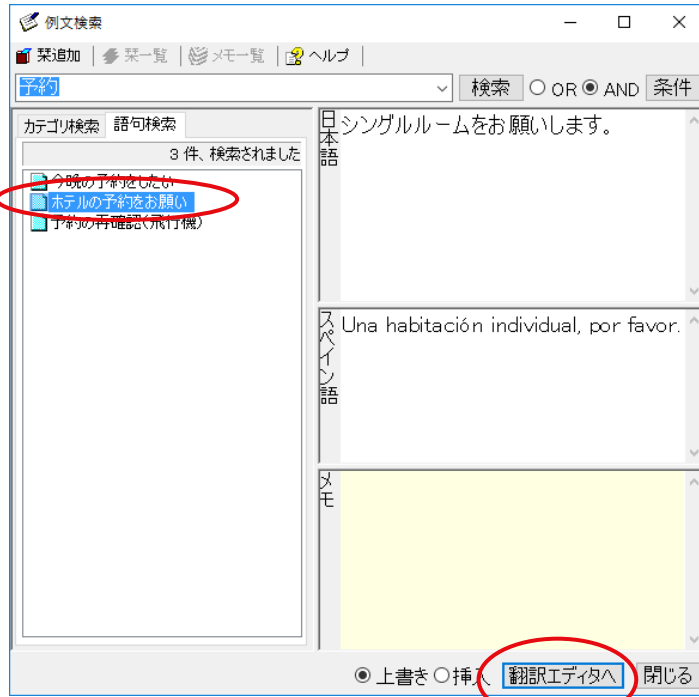 例文検索
栞追加 栞一覧 メモ一覧 ヘルプ
予約 検索 OR AND 条件
カテゴリ検索 語句検索
3 件、検索されました
今晩の予約をしたい
ホテルの予約をお願い
予約の再確認(飛行機)
日本語
シングルルームをお願いします。
スペイン語
Una habitación individual, por favor.
メモ
上書き 挿入 翻訳エディタへ 閉じる